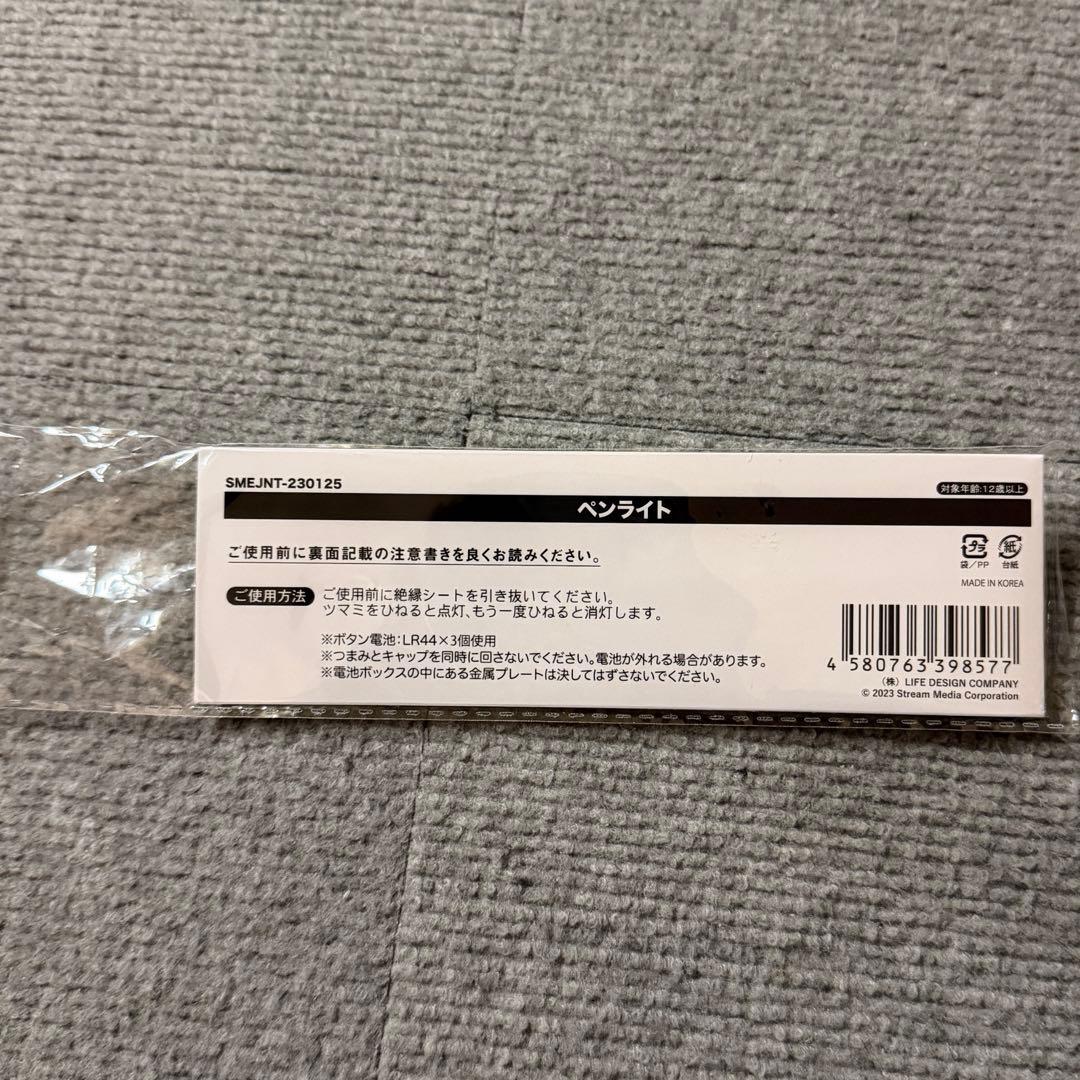 SMEJNT-230125
対象年齢:12歳以上
ペンライト
ご使用前に裏面記載の注意書きを良くお読みください。
プラ
袋/PP
紙
台紙
MADE IN KOREA
ご使用方法
ご使用前に絶縁シートを引き抜いてください。
ツマミをひねると点灯、もう一度ひねると消灯します。
※ボタン電池:LR44×3個使用
※つまみとキャップを同時に回さないでください。電池が外れる場合があります。
※電池ボックスの中にある金属プレートは決してはずさないでください。
4 580763 398577
(株) LIFE DESIGN COMPANY
© 2023 Stream Media Corporation